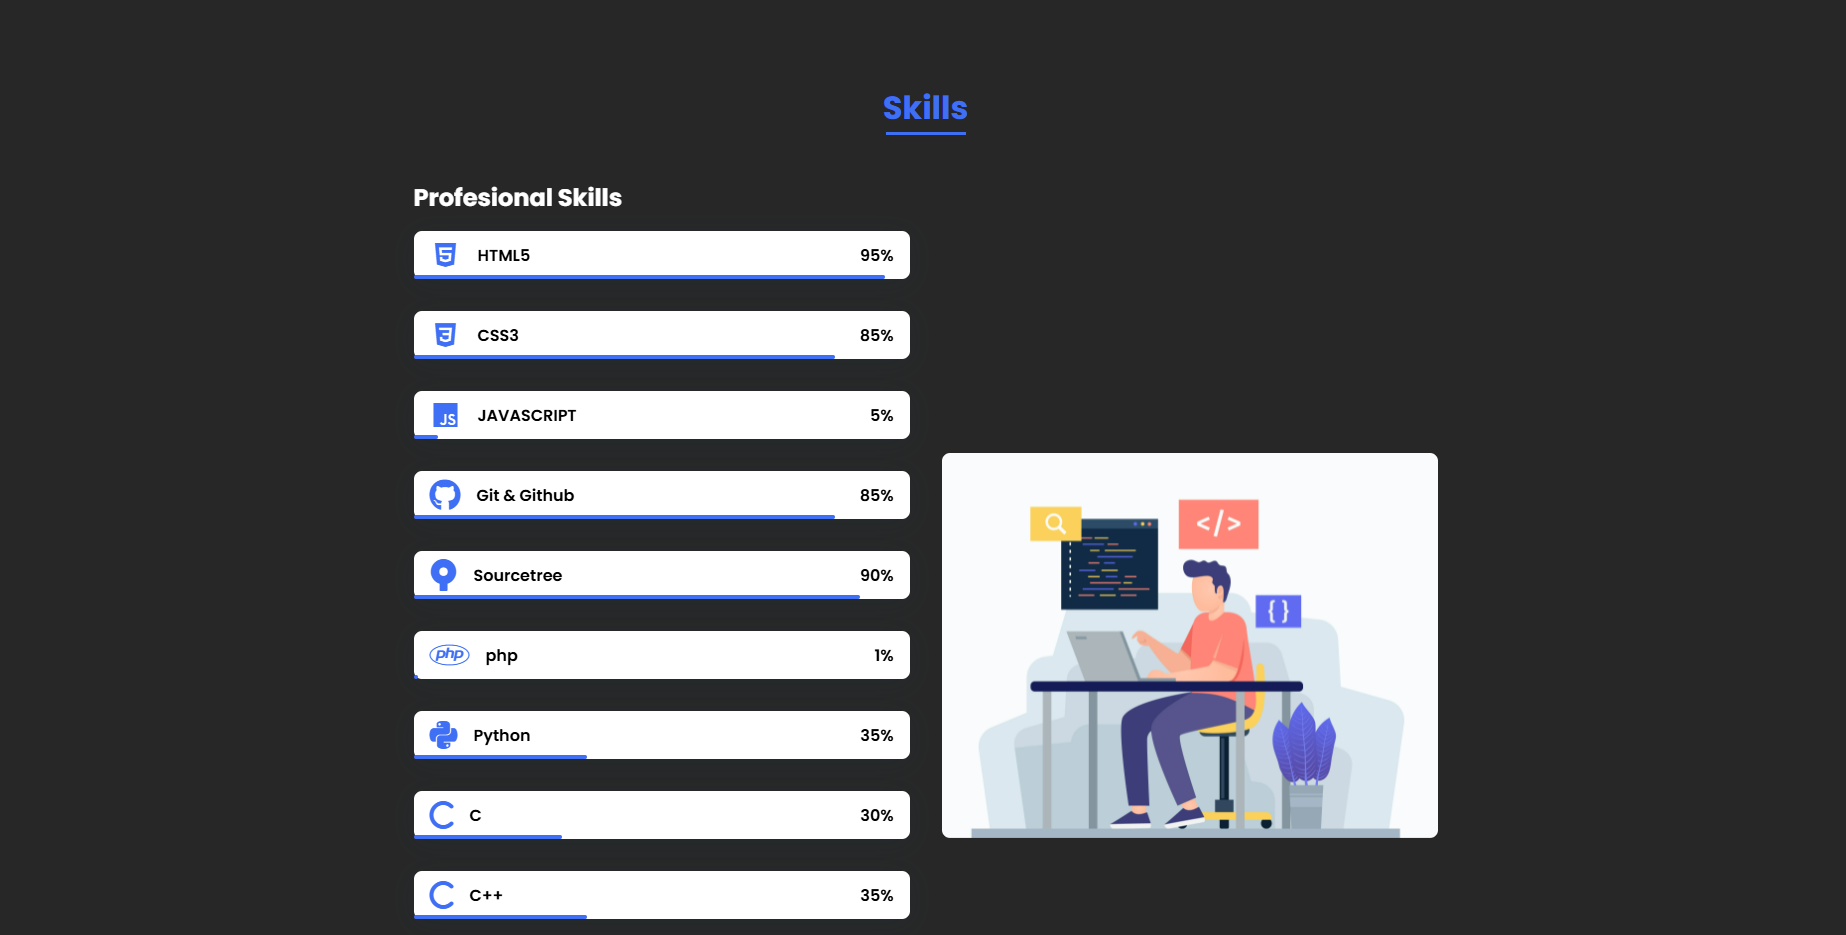 Skills
Profesional Skills
HTML5 95%
CSS3 85%
JS JAVASCRIPT 5%
Git & Github 85%
Sourcetree 90%
php php 1%
Python 35%
C 30%
C++ 35%
</>
{ }